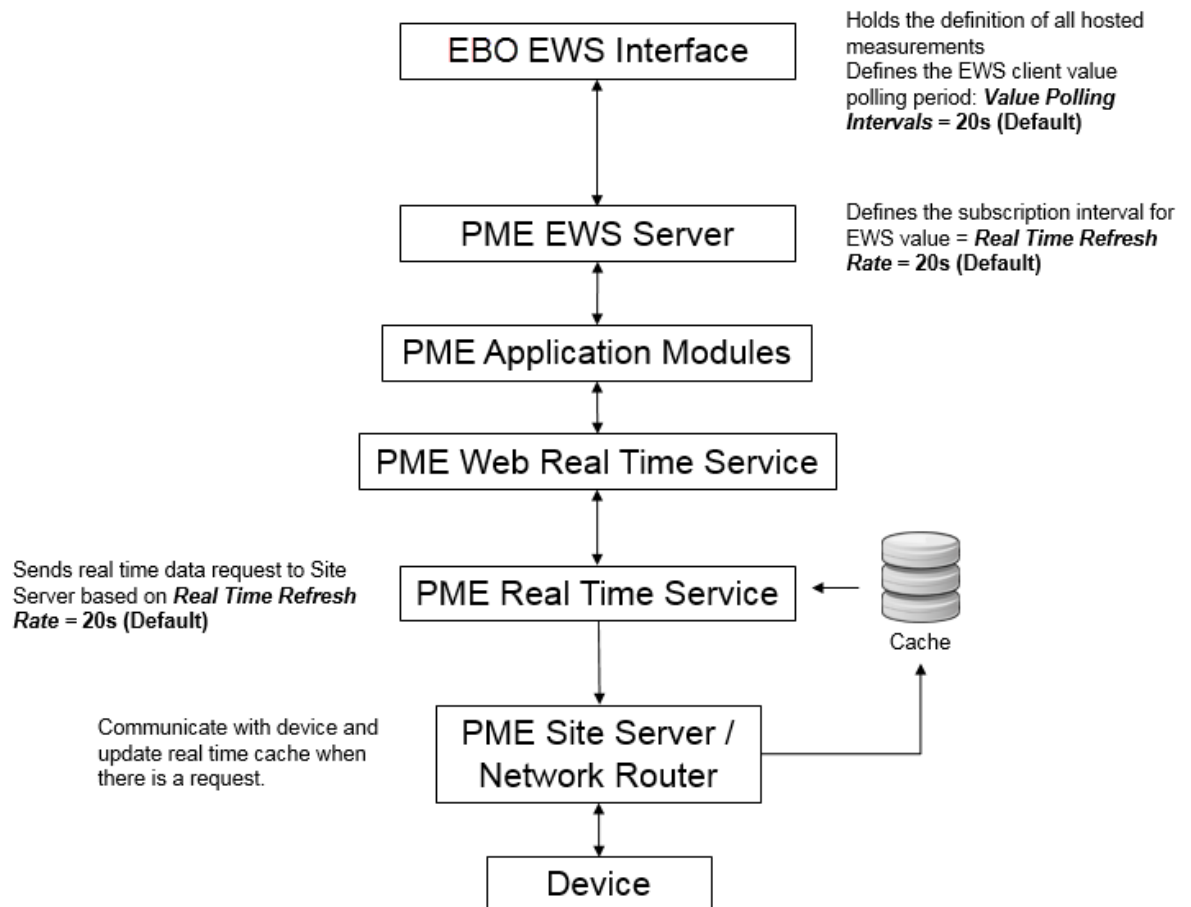 EBO EWS Interface
Holds the definition of all hosted
measurements
Defines the EWS client value
polling period: Value Polling
Intervals = 20s (Default)
PME EWS Server
Defines the subscription interval for
EWS value = Real Time Refresh
Rate = 20s (Default)
PME Application Modules
PME Web Real Time Service
Sends real time data request to Site
Server based on Real Time Refresh
Rate = 20s (Default)
PME Real Time Service
Cache
Communicate with device and
update real time cache when
there is a request.
PME Site Server /
Network Router
Device